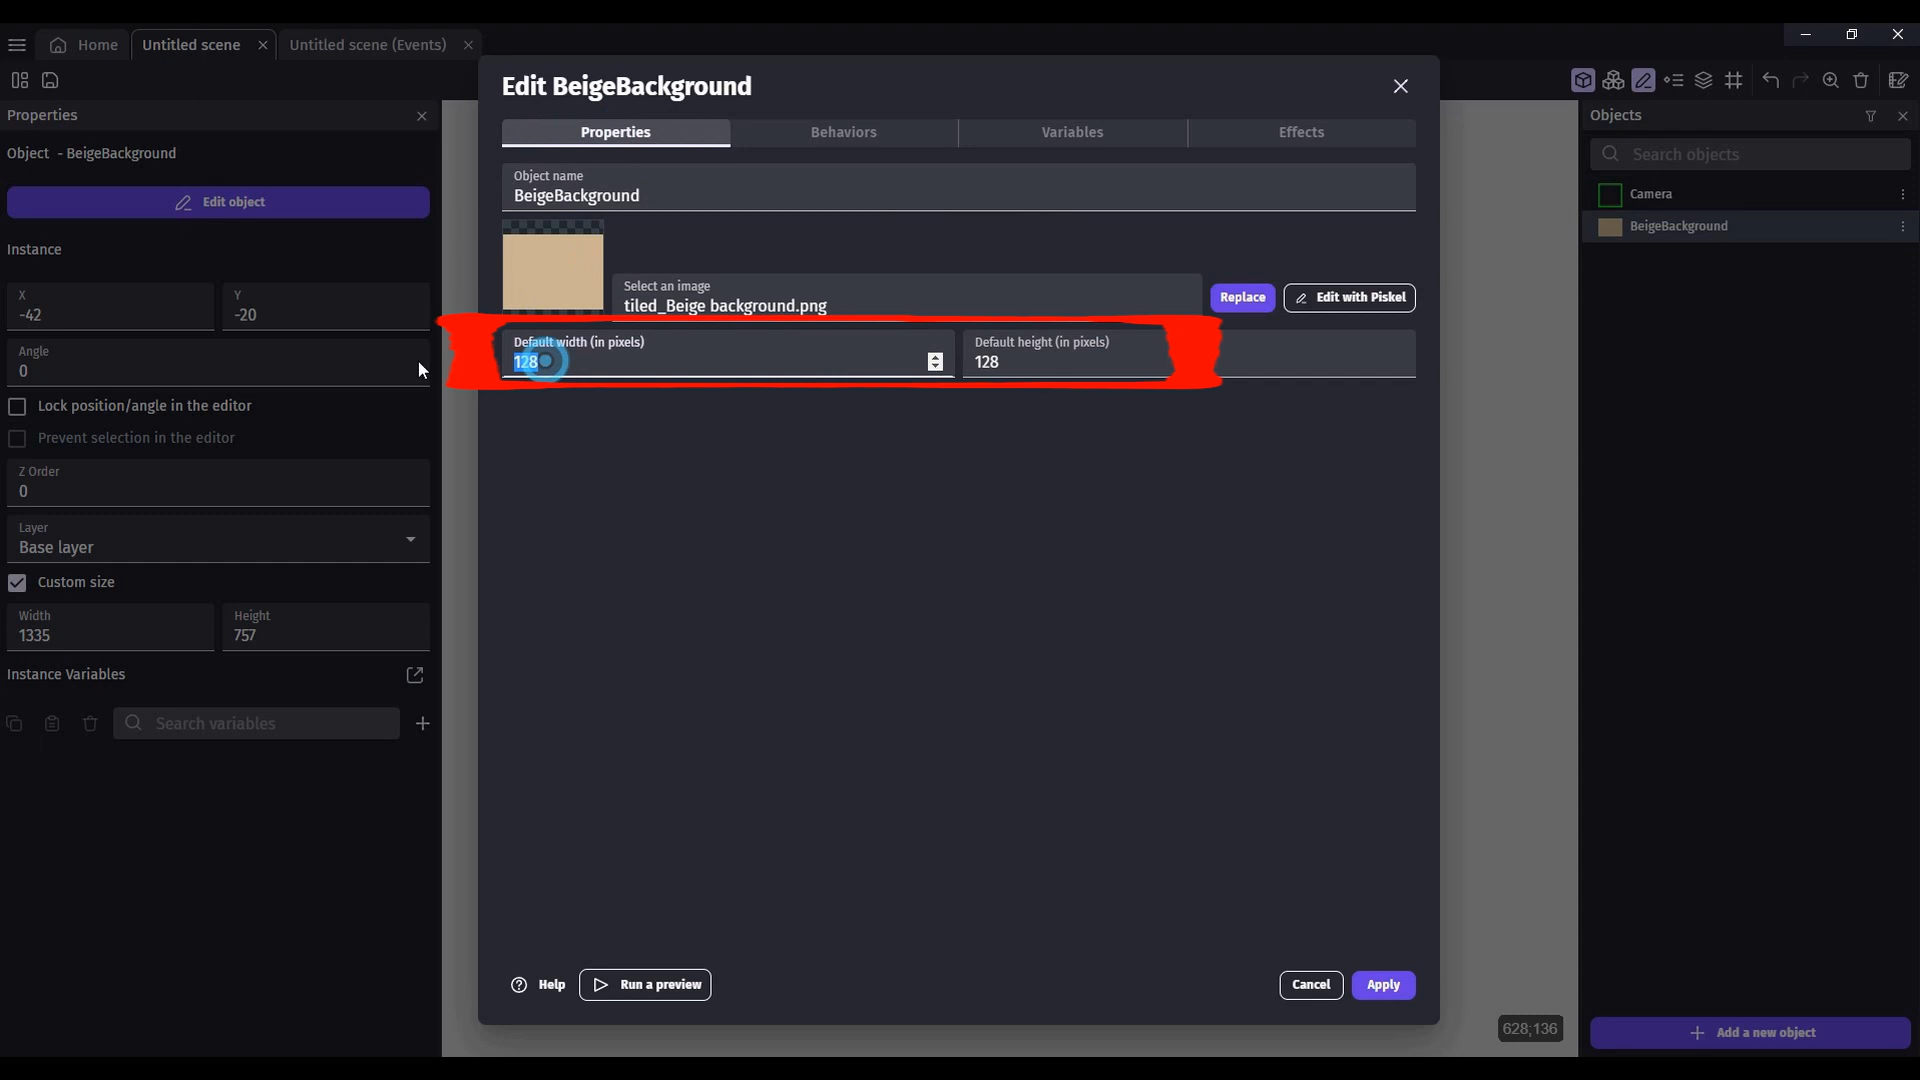 Home
Untitled scene
Untitled scene (Events)
Properties
Object - BeigeBackground
Edit object
Instance
X
-42
Y
-20
Angle
0
Lock position/angle in the editor
Prevent selection in the editor
Z Order
0
Layer
Base layer
Custom size
Width
1335
Height
757
Instance Variables
Search variables
Edit BeigeBackground
Properties
Behaviors
Variables
Effects
Object name
BeigeBackground
Select an image
tiled_Beige background.png
Replace
Edit with Piskel
Default width (in pixels)
128
Default height (in pixels)
128
Help
Run a preview
Cancel
Apply
Objects
Search objects
Camera
BeigeBackground
628;136
Add a new object